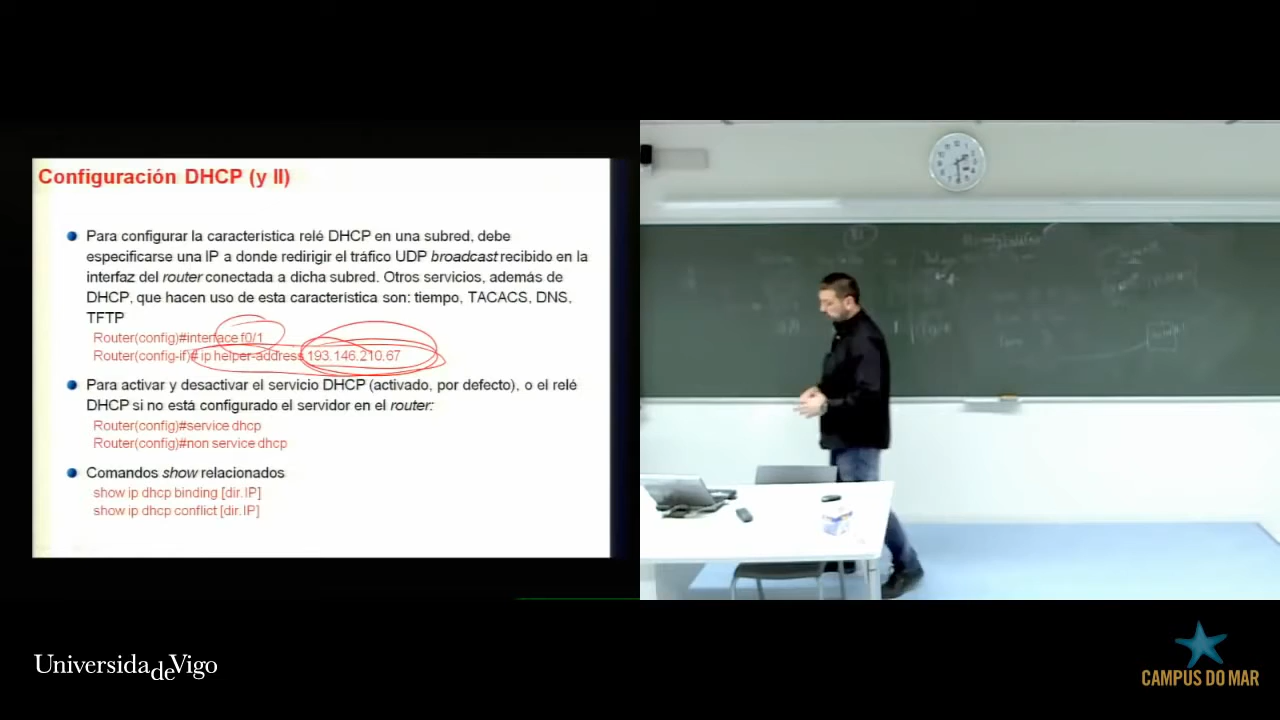 Configuración DHCP (y II)
Para configurar la característica relé DHCP en una subred, debe
especificarse una IP a donde redirigir el tráfico UDP broadcast recibido en la
interfaz del router conectada a dicha subred. Otros servicios, además de
DHCP, que hacen uso de esta característica son: tiempo, TACACS, DNS,
TFTP
Router(config)#interface f0/1
Router(config-if)# ip helper-address 193.146.210.67
Para activar y desactivar el servicio DHCP (activado, por defecto), o el relé
DHCP si no está configurado el servidor en el router:
Router(config)#service dhcp
Router(config)#non service dhcp
Comandos show relacionados
show ip dhcp binding [dir. IP]
show ip dhcp conflict [dir. IP]
UniversidadeVigo
CAMPUS DO MAR